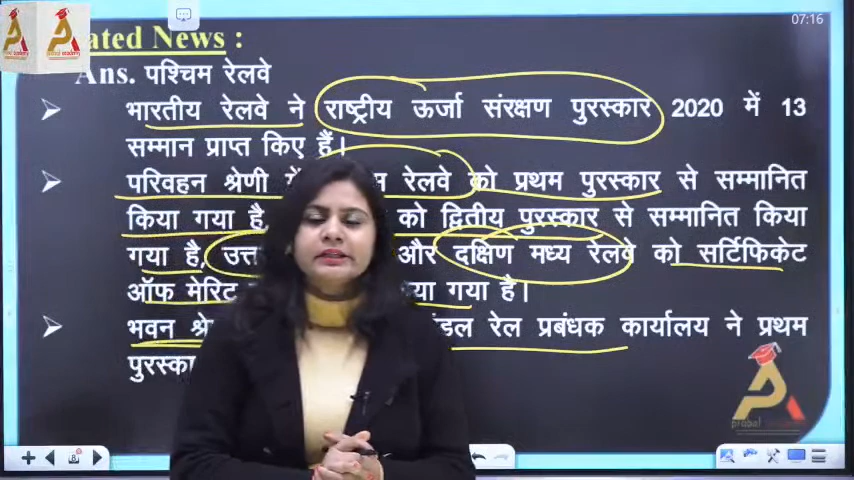 07:16
ated News :
Ans. पश्चिम रेलवे
भारतीय रेलवे ने राष्ट्रीय ऊर्जा संरक्षण पुरस्कार 2020 में 13
सम्मान प्राप्त किए हैं।
परिवहन श्रेणी रेलवे को प्रथम पुरस्कार से सम्मानित
किया गया है, को द्वितीय पुरस्कार से सम्मानित किया
गया है, और दक्षिण मध्य रेलवे को सर्टिफिकेट
ऑफ मेरिट गया है।
भवन रेल प्रबंधक कार्यालय ने प्रथम
prabal
8